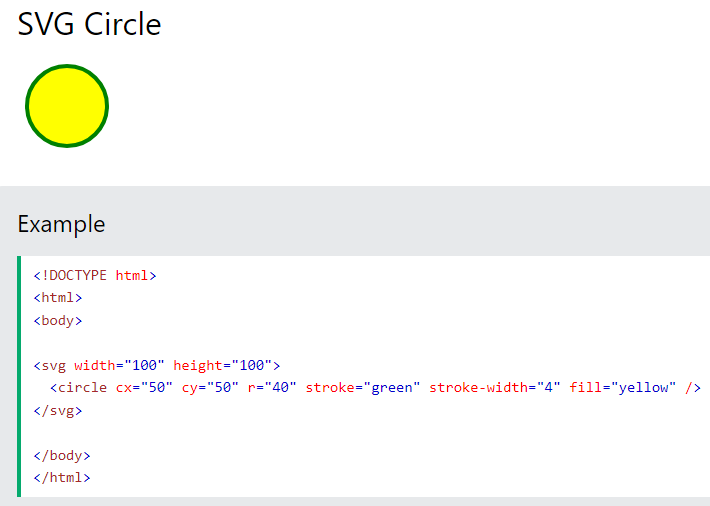 SVG Circle
Example
<!DOCTYPE html>
<html>
<body>
<svg width="100" height="100">
<circle cx="50" cy="50" r="40" stroke="green" stroke-width="4" fill="yellow" />
</svg>
</body>
</html>